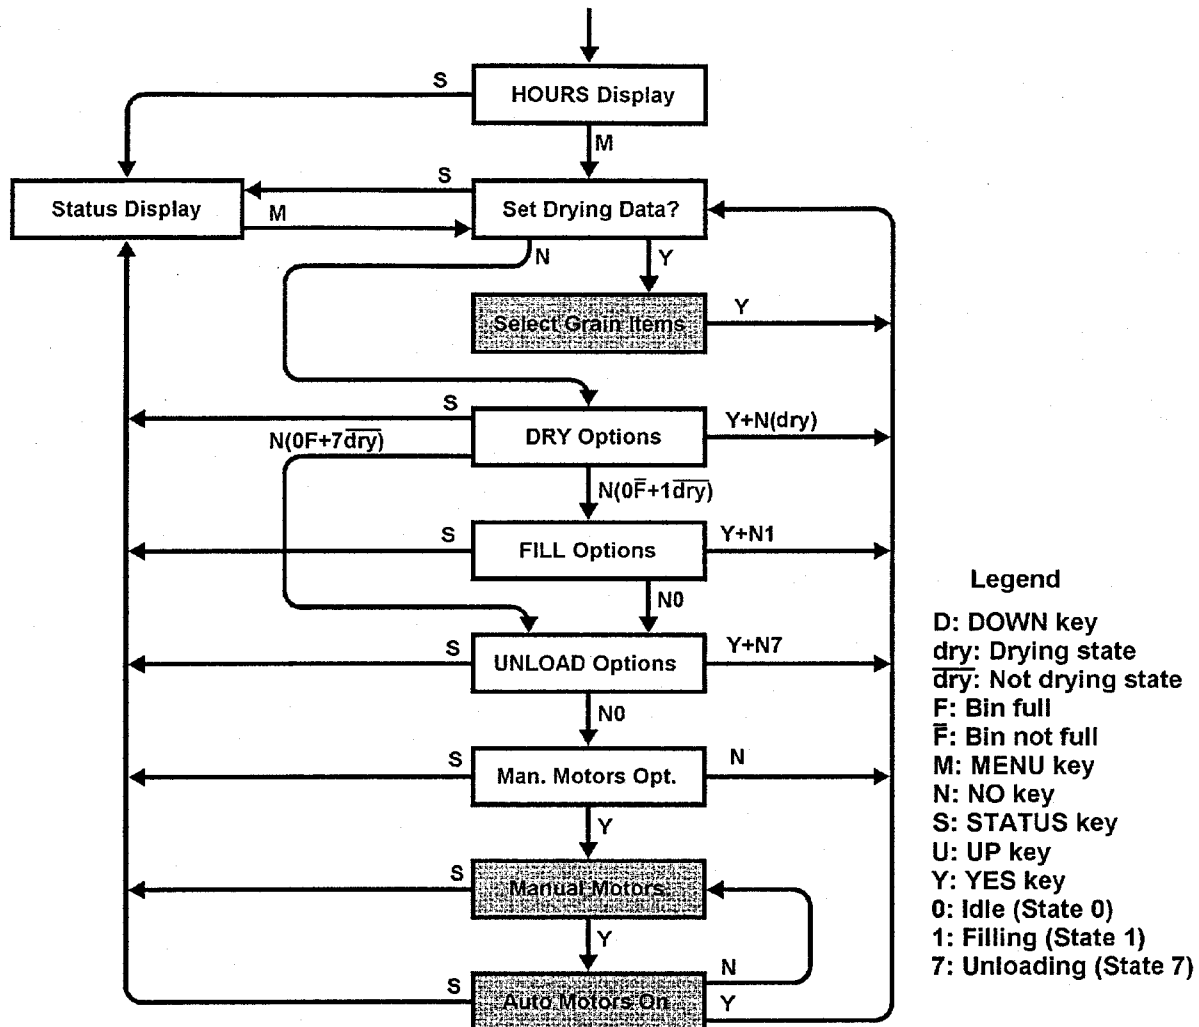 S
HOURS Display
M
Status Display
S
M
Set Drying Data?
N
Y
Select Grain Items
Y
S
DRY Options
Y+N(dry)
N(0F+7d̅r̅y̅)
N(0F̅+1d̅r̅y̅)
S
FILL Options
Y+N1
N0
S
UNLOAD Options
Y+N7
N0
S
Man. Motors Opt.
N
Y
S
Manual Motors
Y
S
Auto Motors On
N
Y
Legend
D: DOWN key
dry: Drying state
d̅r̅y̅: Not drying state
F: Bin full
F̅: Bin not full
M: MENU key
N: NO key
S: STATUS key
U: UP key
Y: YES key
0: Idle (State 0)
1: Filling (State 1)
7: Unloading (State 7)